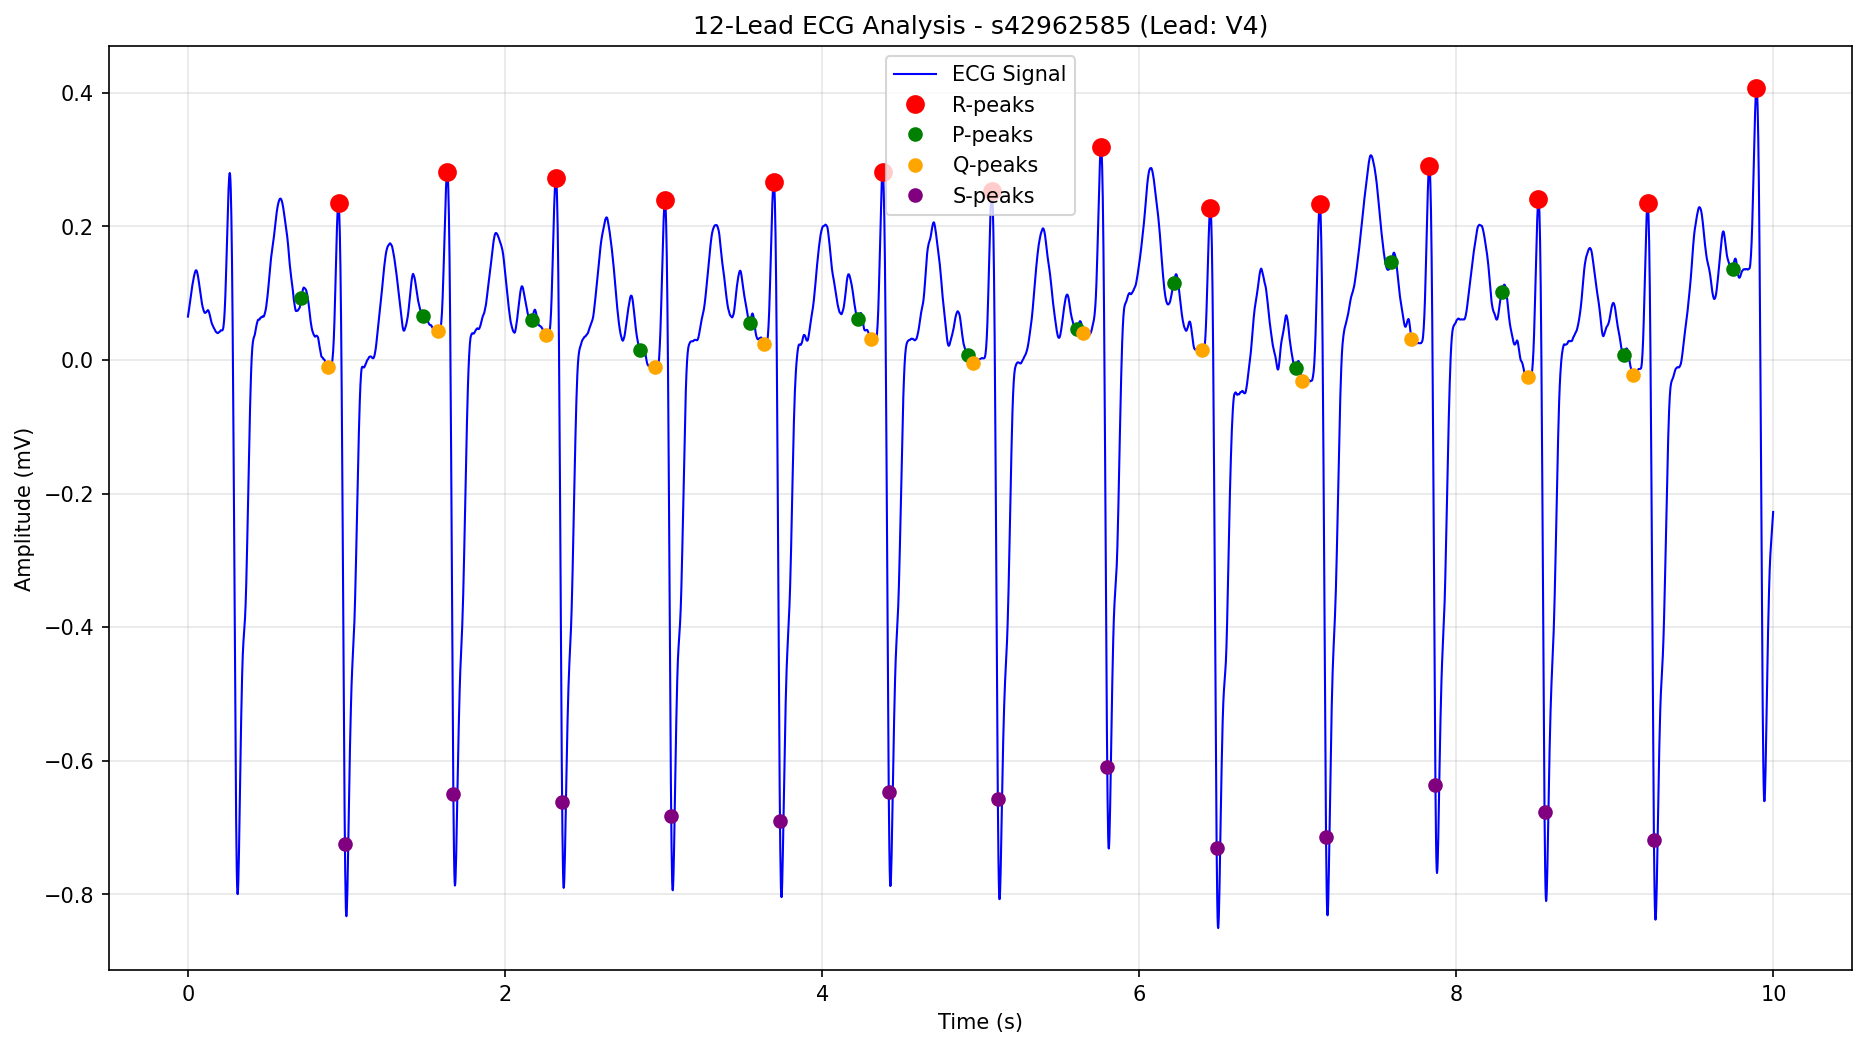 12-Lead ECG Analysis - s42962585 (Lead: V4)
ECG Signal
R-peaks
P-peaks
Q-peaks
S-peaks
0.4
0.2
0.0
−0.2
−0.4
−0.6
−0.8
Amplitude (mV)
0 2 4 6 8 10
Time (s)